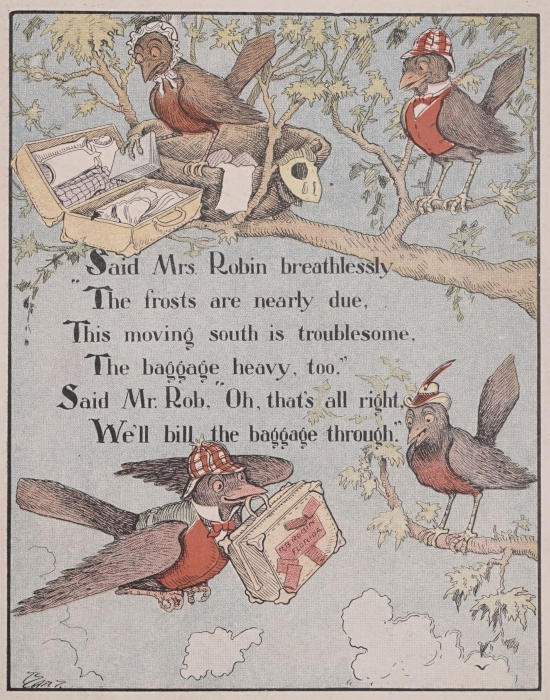 Said Mrs. Robin breathlessly
"The frosts are nearly due,
This moving south is troublesome,
The baggage heavy, too."
Said Mr. Rob, "Oh, that's all right,
We'll bill the baggage through."
FLORIDA